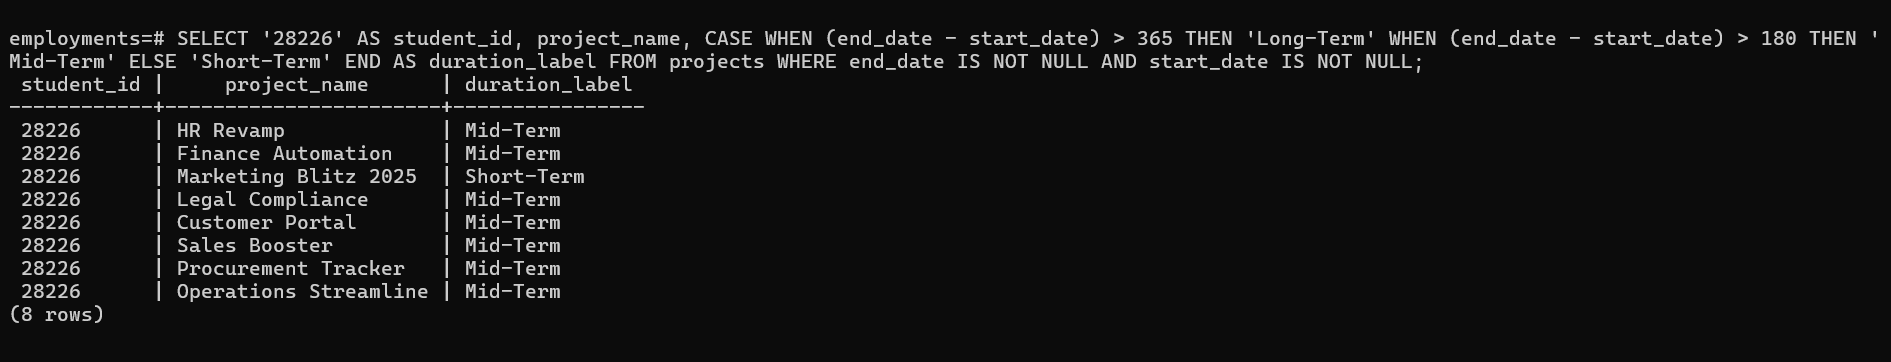 employments=# SELECT '28226' AS student_id, project_name, CASE WHEN (end_date - start_date) > 365 THEN 'Long-Term' WHEN (end_date - start_date) > 180 THEN '
Mid-Term' ELSE 'Short-Term' END AS duration_label FROM projects WHERE end_date IS NOT NULL AND start_date IS NOT NULL;
 student_id |     project_name      | duration_label
------------+-----------------------+----------------
 28226      | HR Revamp             | Mid-Term
 28226      | Finance Automation    | Mid-Term
 28226      | Marketing Blitz 2025  | Short-Term
 28226      | Legal Compliance      | Mid-Term
 28226      | Customer Portal       | Mid-Term
 28226      | Sales Booster         | Mid-Term
 28226      | Procurement Tracker   | Mid-Term
 28226      | Operations Streamline | Mid-Term
(8 rows)